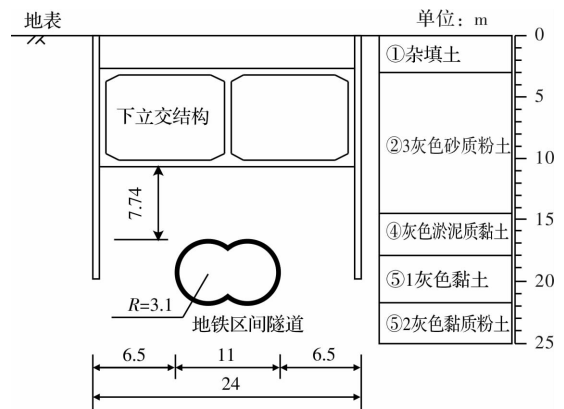 地表
单位：m
下立交结构
7.74
R=3.1
地铁区间隧道
6.5
11
6.5
24
①杂填土
②3灰色砂质粉土
④灰色淤泥质黏土
⑤1灰色黏土
⑤2灰色黏质粉土
0
5
10
15
20
25